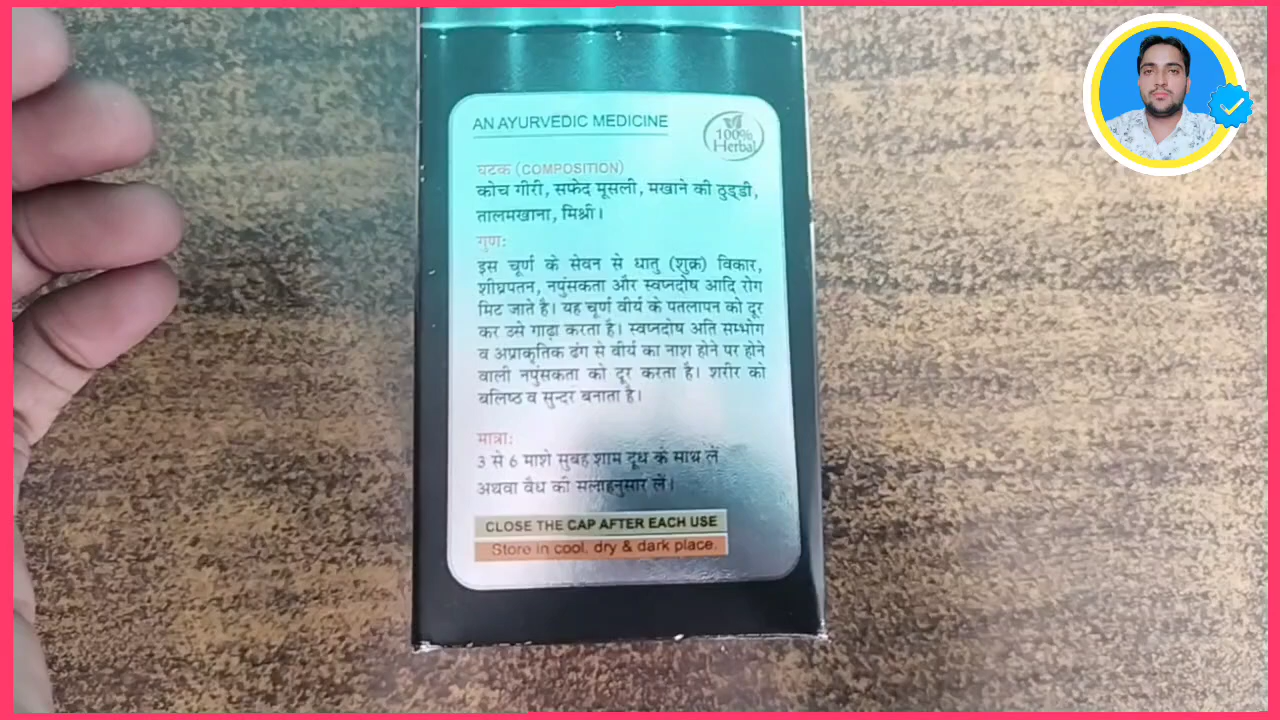 AN AYURVEDIC MEDICINE
100%
Herbal
घटक (COMPOSITION)
कोच गीरी, सफेद मूसली, मखाने की ठुड्डी,
तालमखाना, मिश्री।
गुण:
इस चूर्ण के सेवन से धातु (शुक्र) विकार,
शीघ्रपतन, नपुंसकता और स्वप्नदोष आदि रोग
मिट जाते है। यह चूर्ण वीर्य के पतलापन को दूर
कर उसे गाढ़ा करता है। स्वप्नदोष अति सम्भोग
व अप्राकृतिक ढंग से वीर्य का नाश होने पर होने
वाली नपुंसकता को दूर करता है। शरीर को
बलिष्ठ व सुन्दर बनाता है।
मात्रा:
3 से 6 माशे सुबह शाम दूध के साथ लें
अथवा वैध की सलाहनुसार लें।
CLOSE THE CAP AFTER EACH USE
Store in cool, dry & dark place.